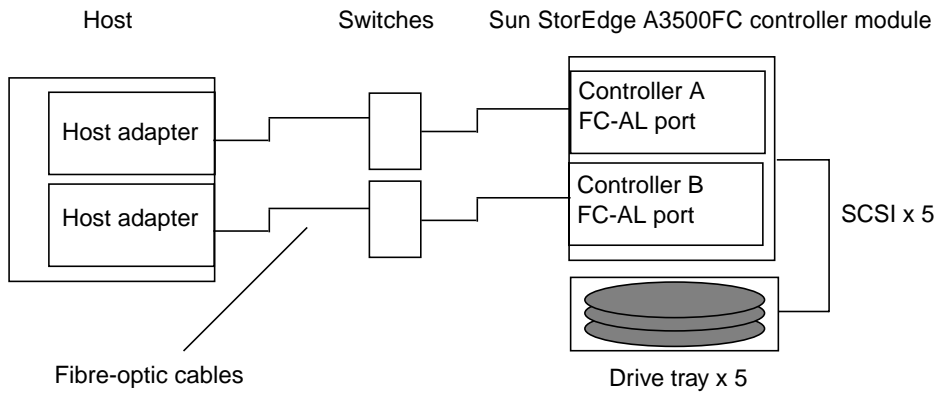 Host
Switches
Sun StorEdge A3500FC controller module
Host adapter
Host adapter
Controller A
FC-AL port
Controller B
FC-AL port
SCSI x 5
Fibre-optic cables
Drive tray x 5